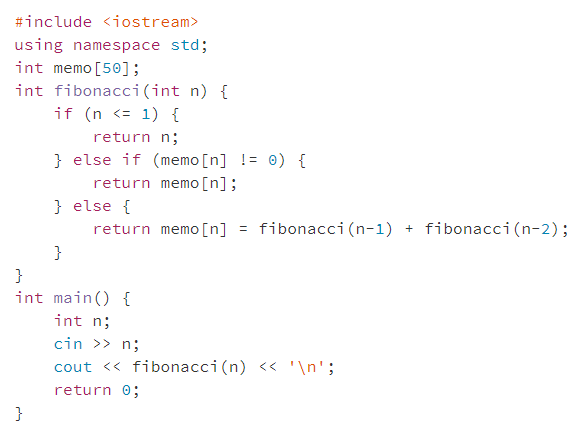 #include <iostream>
using namespace std;
int memo[50];
int fibonacci(int n) {
    if (n <= 1) {
        return n;
    } else if (memo[n] != 0) {
        return memo[n];
    } else {
        return memo[n] = fibonacci(n-1) + fibonacci(n-2);
    }
}
int main() {
    int n;
    cin >> n;
    cout << fibonacci(n) << '\n';
    return 0;
}